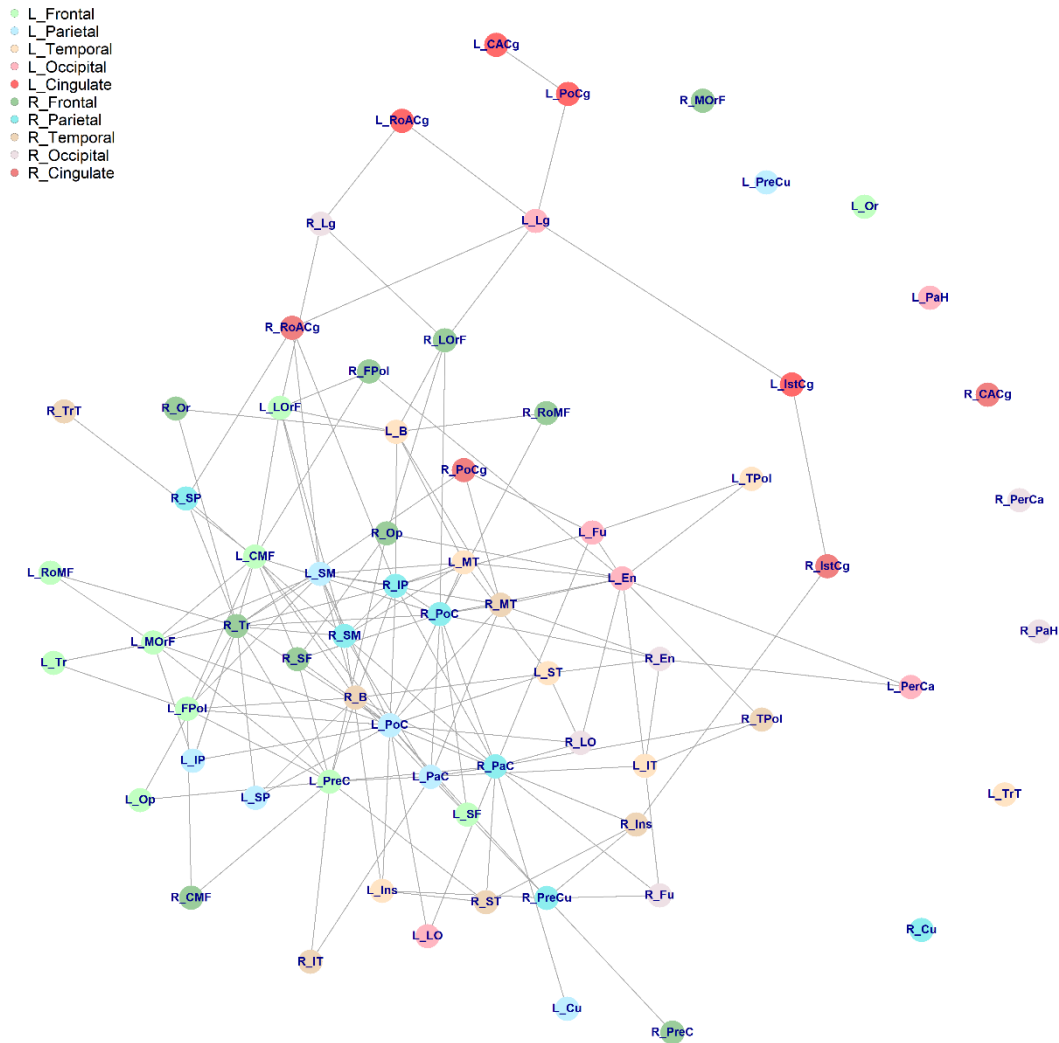 L_Frontal
L_Parietal
L_Temporal
L_Occipital
L_Cingulate
R_Frontal
R_Parietal
R_Temporal
R_Occipital
R_Cingulate
L_CACg
L_PoCg
R_MOrF
L_RoACg
L_PreCu
L_Or
R_Lg
L_Lg
L_PaH
R_RoACg
R_LOrF
R_FPol
L_IstCg
R_CACg
R_TrT
R_Or
L_LOrF
R_RoMF
L_B
R_PoCg
L_TPol
R_SP
R_PerCa
R_Op
L_Fu
L_CMF
L_MT
L_RoMF
L_SM
R_IP
L_En
R_IstCg
R_MT
R_PoC
R_Tr
R_SM
R_PaH
L_MOrF
L_Tr
R_SF
R_En
L_ST
L_PerCa
R_B
L_FPol
L_PoC
R_TPol
R_LO
L_IP
R_PaC
L_IT
L_PaC
L_PreC
L_Op
L_SP
L_TrT
L_SF
R_Ins
L_Ins
R_CMF
R_ST
R_PreCu
R_Fu
R_Cu
L_LO
R_IT
L_Cu
R_PreC